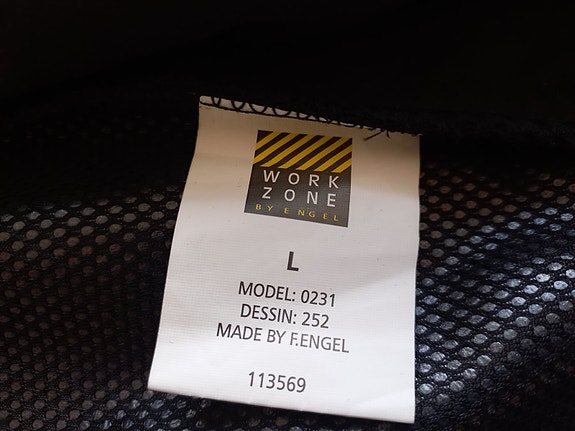 WORK
ZONE
BY ENGEL
L
MODEL: 0231
DESSIN: 252
MADE BY F.ENGEL
113569